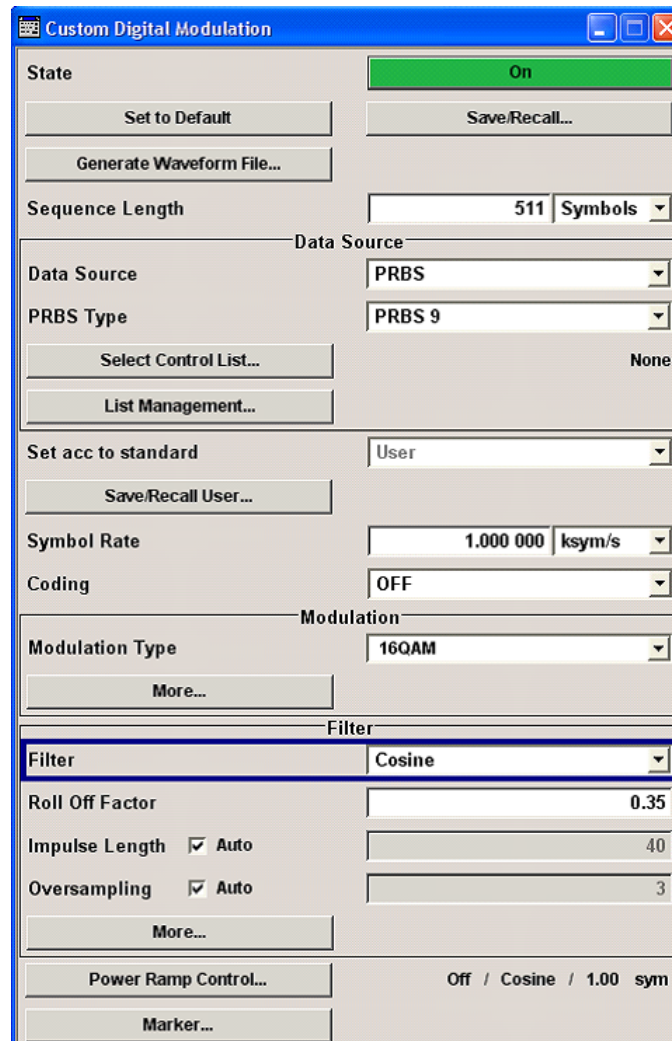 Custom Digital Modulation
State On
Set to Default Save/Recall...
Generate Waveform File...
Sequence Length 511 Symbols
Data Source
Data Source PRBS
PRBS Type PRBS 9
Select Control List... None
List Management...
Set acc to standard User
Save/Recall User...
Symbol Rate 1.000 000 ksym/s
Coding OFF
Modulation
Modulation Type 16QAM
More...
Filter
Filter Cosine
Roll Off Factor 0.35
Impulse Length Auto 40
Oversampling Auto 3
More...
Power Ramp Control... Off / Cosine / 1.00 sym
Marker...